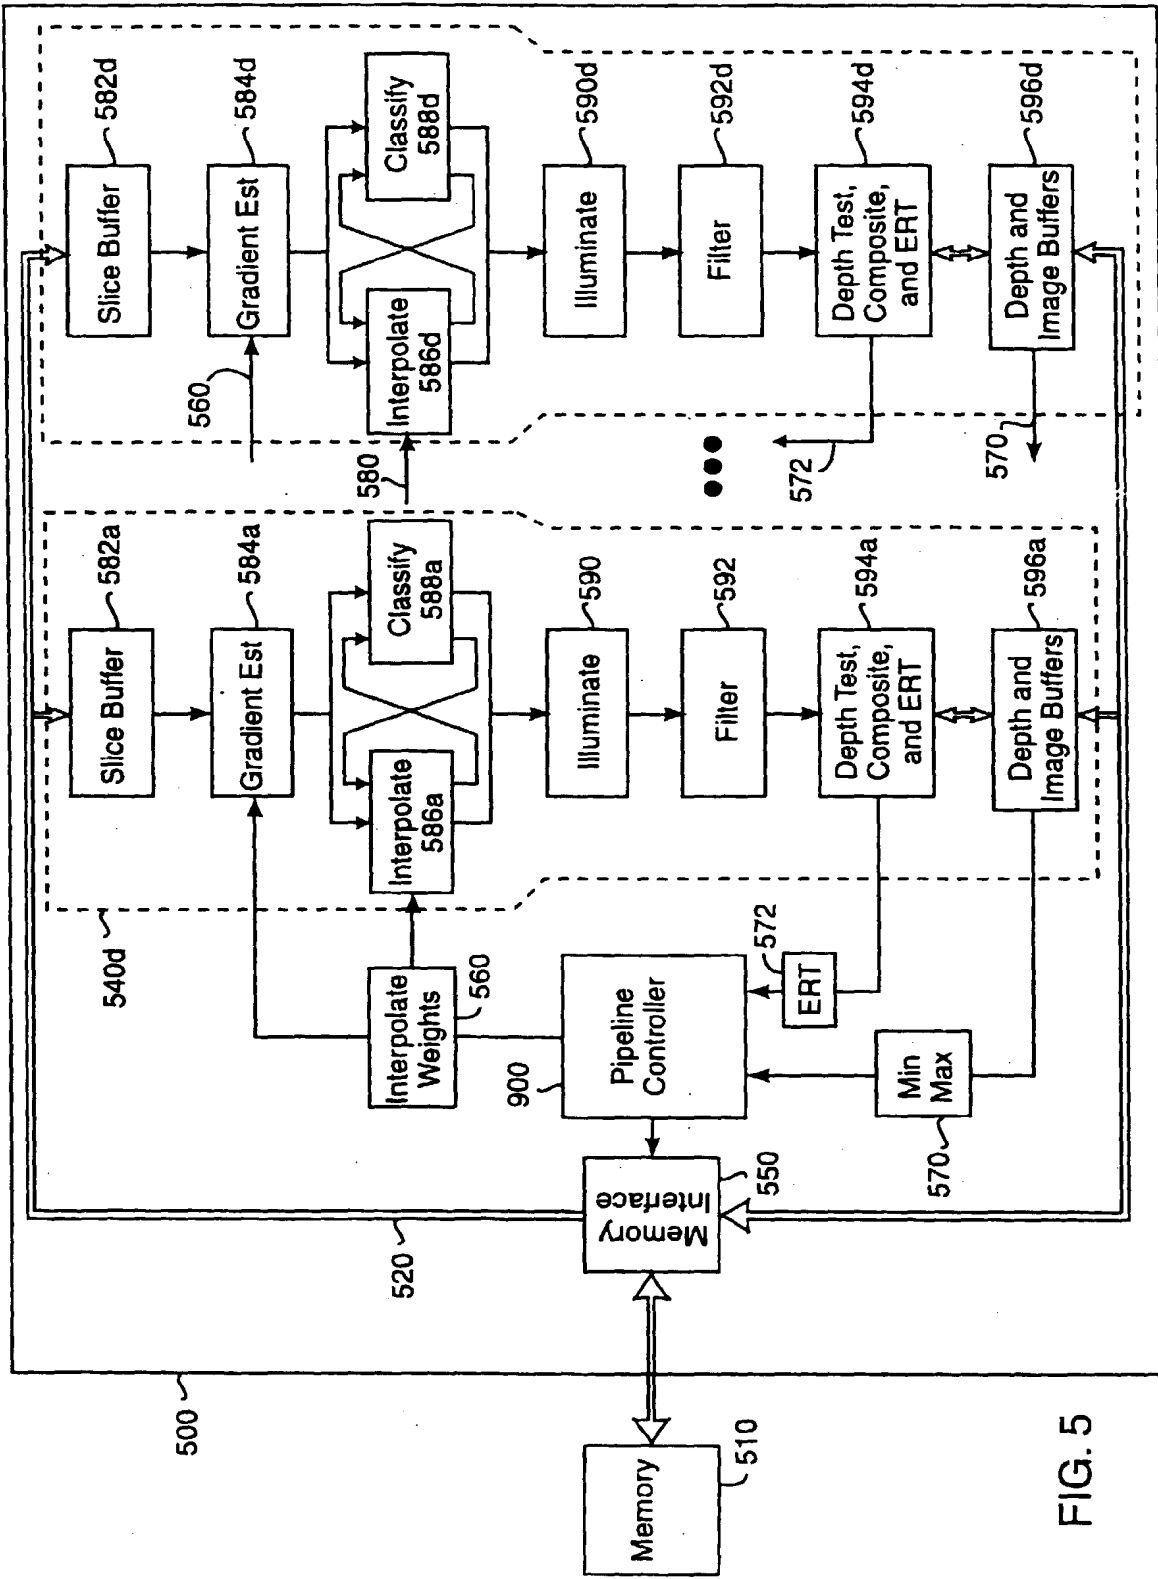 582d
Slice Buffer
584d
Gradient Est
560
Classify
588d
Interpolate
586d
580
590d
Illuminate
592d
Filter
594d
Depth Test,
Composite,
and ERT
572
596d
Depth and
Image Buffers
570
582a
Slice Buffer
584a
Gradient Est
Classify
588a
Interpolate
586a
590
Illuminate
592
Filter
594a
Depth Test,
Composite,
and ERT
596a
Depth and
Image Buffers
540d
Interpolate
Weights
560
900
Pipeline
Controller
572
ERT
Min
Max
570
520
Memory
Interface
550
500
Memory
510
FIG. 5